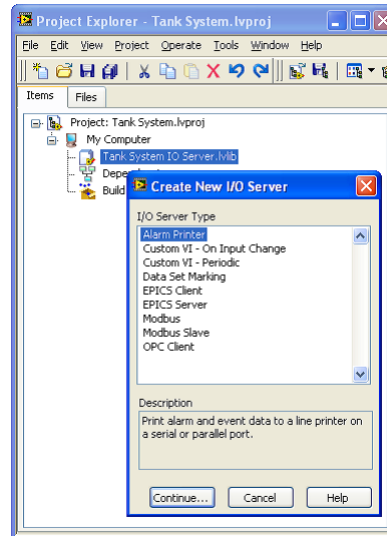 Project Explorer - Tank System.lvproj
File Edit View Project Operate Tools Window Help
Items Files
Project: Tank System.lvproj
My Computer
Tank System IO Server.lvlib
Build
Create New I/O Server
I/O Server Type
Alarm Printer
Custom VI - On Input Change
Custom VI - Periodic
Data Set Marking
EPICS Client
EPICS Server
Modbus
Modbus Slave
OPC Client
Description
Print alarm and event data to a line printer on
a serial or parallel port.
Continue... Cancel Help